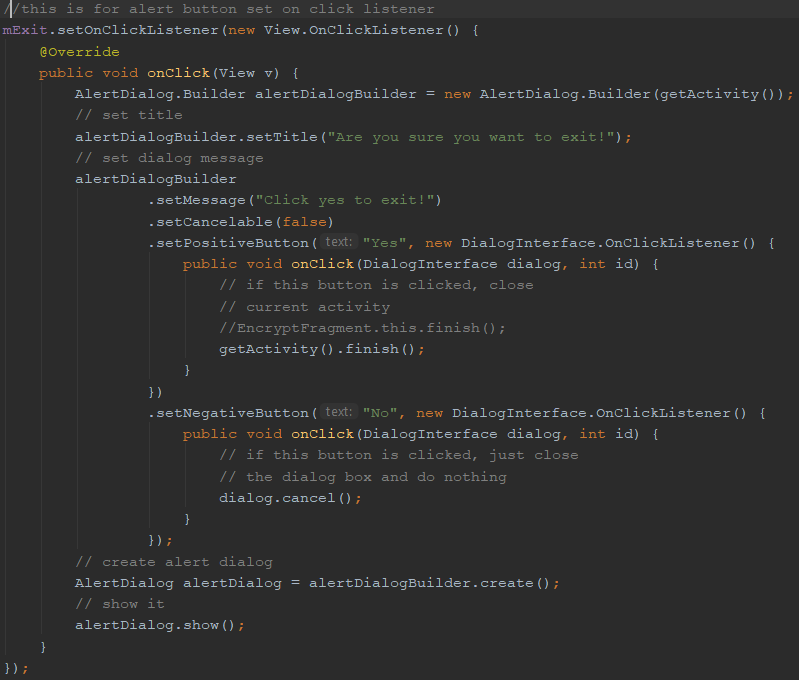 //this is for alert button set on click listener
mExit.setOnClickListener(new View.OnClickListener() {
    @Override
    public void onClick(View v) {
        AlertDialog.Builder alertDialogBuilder = new AlertDialog.Builder(getActivity());
        // set title
        alertDialogBuilder.setTitle("Are you sure you want to exit!");
        // set dialog message
        alertDialogBuilder
                .setMessage("Click yes to exit!")
                .setCancelable(false)
                .setPositiveButton( text: "Yes", new DialogInterface.OnClickListener() {
                    public void onClick(DialogInterface dialog, int id) {
                        // if this button is clicked, close
                        // current activity
                        //EncryptFragment.this.finish();
                        getActivity().finish();
                    }
                })
                .setNegativeButton( text: "No", new DialogInterface.OnClickListener() {
                    public void onClick(DialogInterface dialog, int id) {
                        // if this button is clicked, just close
                        // the dialog box and do nothing
                        dialog.cancel();
                    }
                });
        // create alert dialog
        AlertDialog alertDialog = alertDialogBuilder.create();
        // show it
        alertDialog.show();
    }
});